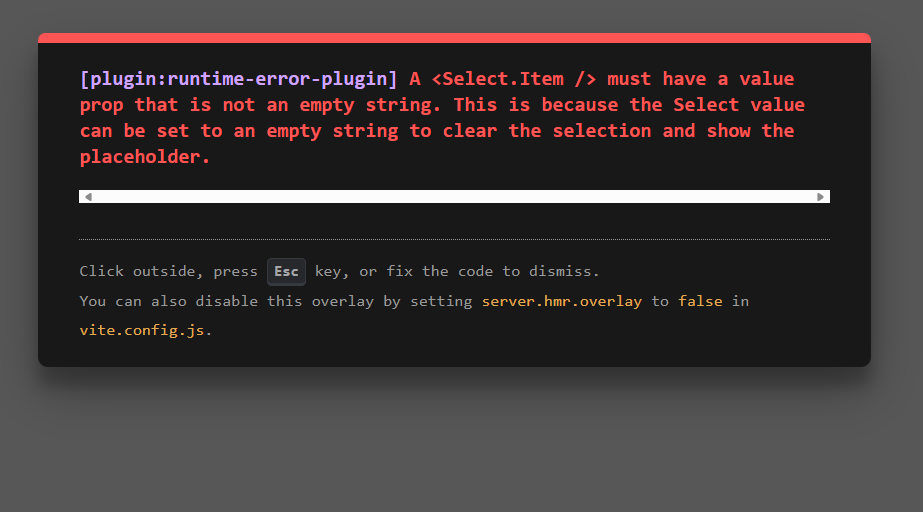 [plugin:runtime-error-plugin] A <Select.Item /> must have a value
prop that is not an empty string. This is because the Select value
can be set to an empty string to clear the selection and show the
placeholder.
Click outside, press Esc key, or fix the code to dismiss.
You can also disable this overlay by setting server.hmr.overlay to false in
vite.config.js.